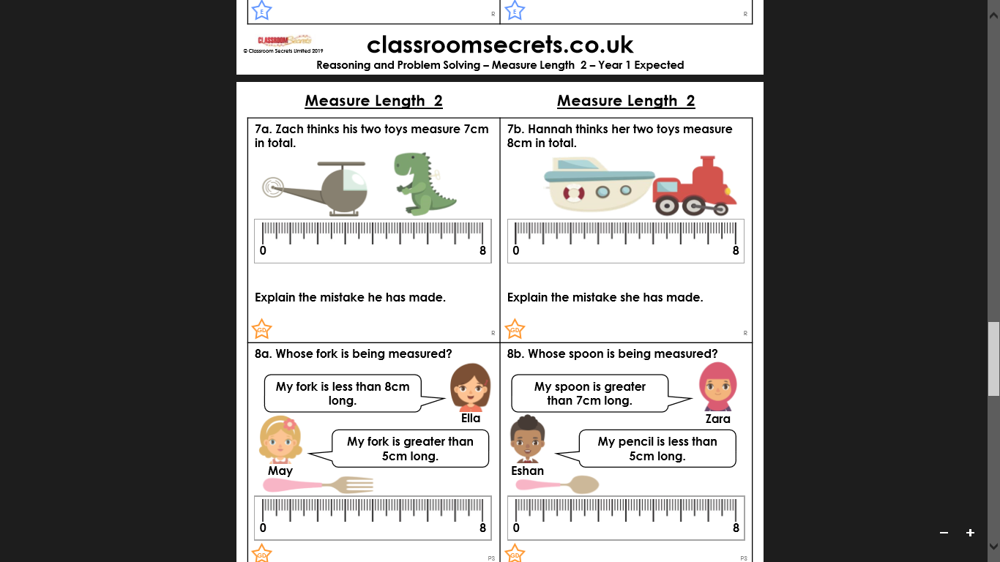 E
R
E
R
CLASSROOM Secrets
© Classroom Secrets Limited 2019
classroomsecrets.co.uk
Reasoning and Problem Solving – Measure Length 2 – Year 1 Expected
Measure Length 2
Measure Length 2
7a. Zach thinks his two toys measure 7cm
in total.
0
8
Explain the mistake he has made.
GD
R
7b. Hannah thinks her two toys measure
8cm in total.
0
8
Explain the mistake she has made.
GD
R
8a. Whose fork is being measured?
My fork is less than 8cm
long.
Ella
My fork is greater than
5cm long.
May
0
8
GD
PS
8b. Whose spoon is being measured?
My spoon is greater
than 7cm long.
Zara
My pencil is less than
5cm long.
Eshan
0
8
GD
PS